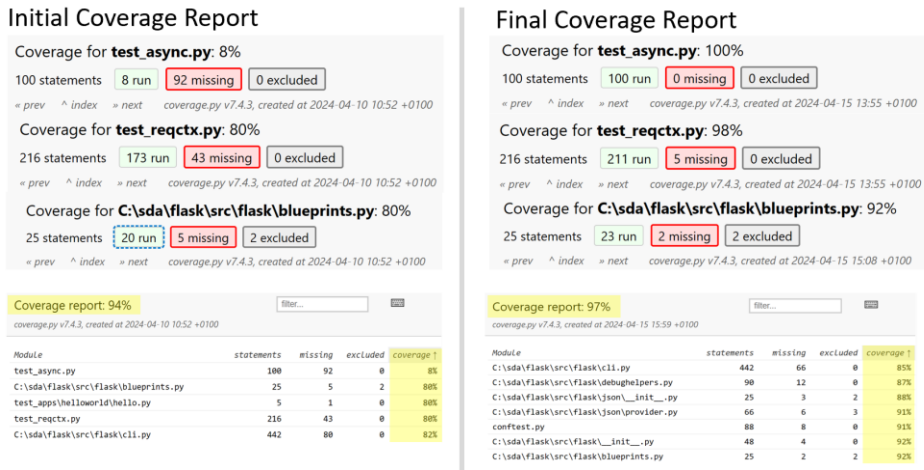 Initial Coverage Report
Coverage for test_async.py: 8%
100 statements 8 run 92 missing 0 excluded
« prev ^ index » next coverage.py v7.4.3, created at 2024-04-10 10:52 +0100
Coverage for test_reqctx.py: 80%
216 statements 173 run 43 missing 0 excluded
« prev ^ index » next coverage.py v7.4.3, created at 2024-04-10 10:52 +0100
Coverage for C:\sda\flask\src\flask\blueprints.py: 80%
25 statements 20 run 5 missing 2 excluded
« prev ^ index » next coverage.py v7.4.3, created at 2024-04-10 10:52 +0100
Coverage report: 94% filter...
coverage.py v7.4.3, created at 2024-04-10 10:52 +0100
Module statements missing excluded coverage ↑
test_async.py 100 92 0 8%
C:\sda\flask\src\flask\blueprints.py 25 5 2 80%
test_apps\helloworld\hello.py 5 1 0 80%
test_reqctx.py 216 43 0 80%
C:\sda\flask\src\flask\cli.py 442 80 0 82%
Final Coverage Report
Coverage for test_async.py: 100%
100 statements 100 run 0 missing 0 excluded
« prev ^ index » next coverage.py v7.4.3, created at 2024-04-15 13:55 +0100
Coverage for test_reqctx.py: 98%
216 statements 211 run 5 missing 0 excluded
« prev ^ index » next coverage.py v7.4.3, created at 2024-04-15 13:55 +0100
Coverage for C:\sda\flask\src\flask\blueprints.py: 92%
25 statements 23 run 2 missing 2 excluded
« prev ^ index » next coverage.py v7.4.3, created at 2024-04-15 15:08 +0100
Coverage report: 97% filter...
coverage.py v7.4.3, created at 2024-04-15 15:59 +0100
Module statements missing excluded coverage ↑
C:\sda\flask\src\flask\cli.py 442 66 0 85%
C:\sda\flask\src\flask\debughelpers.py 90 12 0 87%
C:\sda\flask\src\flask\json\__init__.py 25 3 2 88%
C:\sda\flask\src\flask\json\provider.py 66 6 3 91%
conftest.py 88 8 0 91%
C:\sda\flask\src\flask\__init__.py 48 4 0 92%
C:\sda\flask\src\flask\blueprints.py 25 2 2 92%